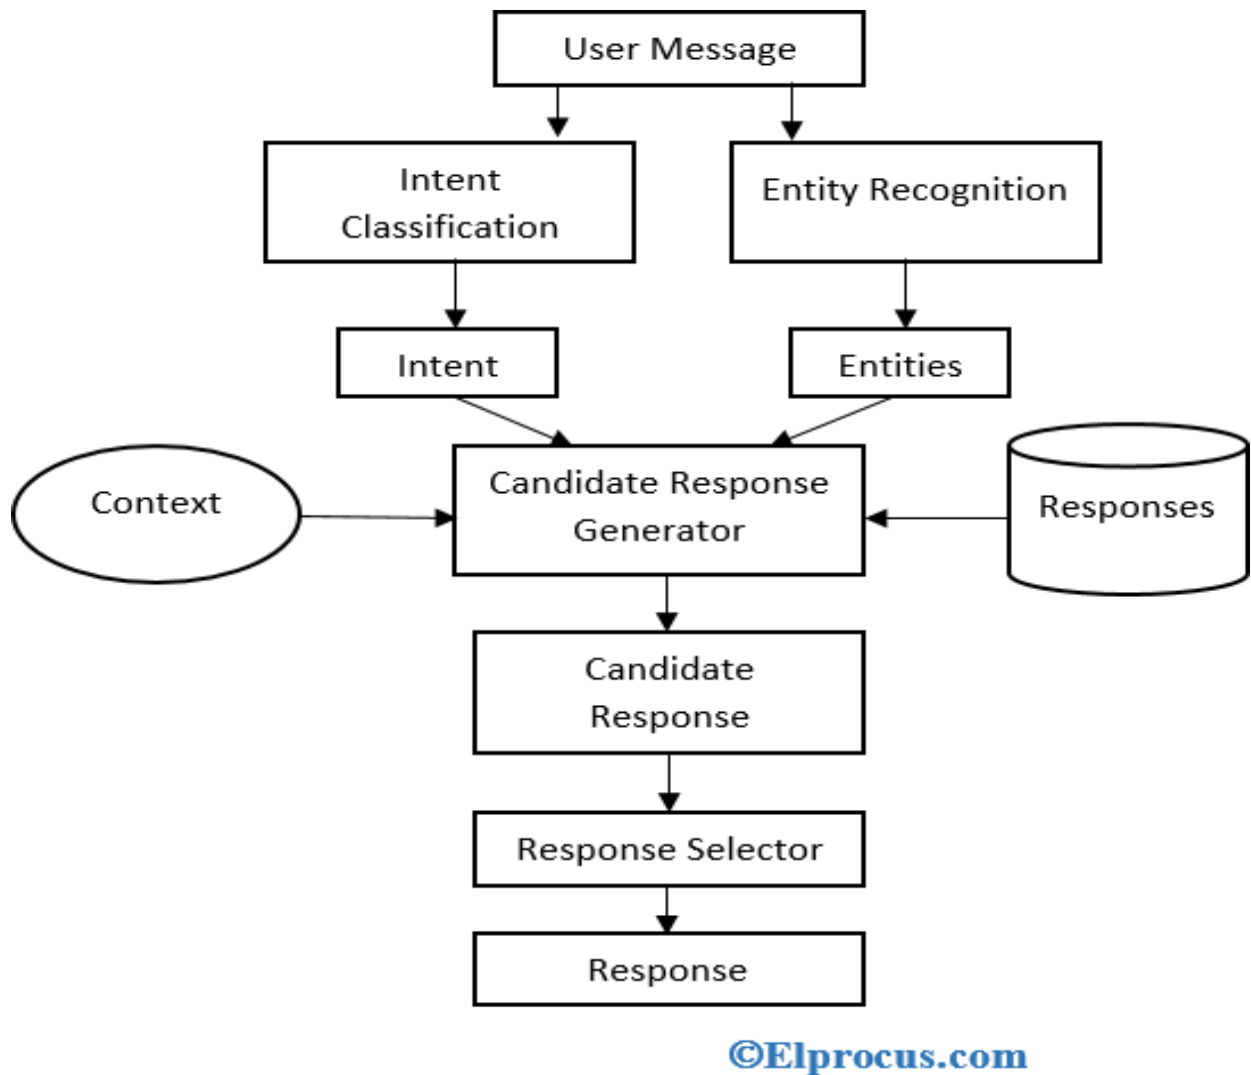 User Message
Intent
Classification
Entity Recognition
Intent
Entities
Context
Candidate Response
Generator
Responses
Candidate
Response
Response Selector
Response
©Elprocus.com